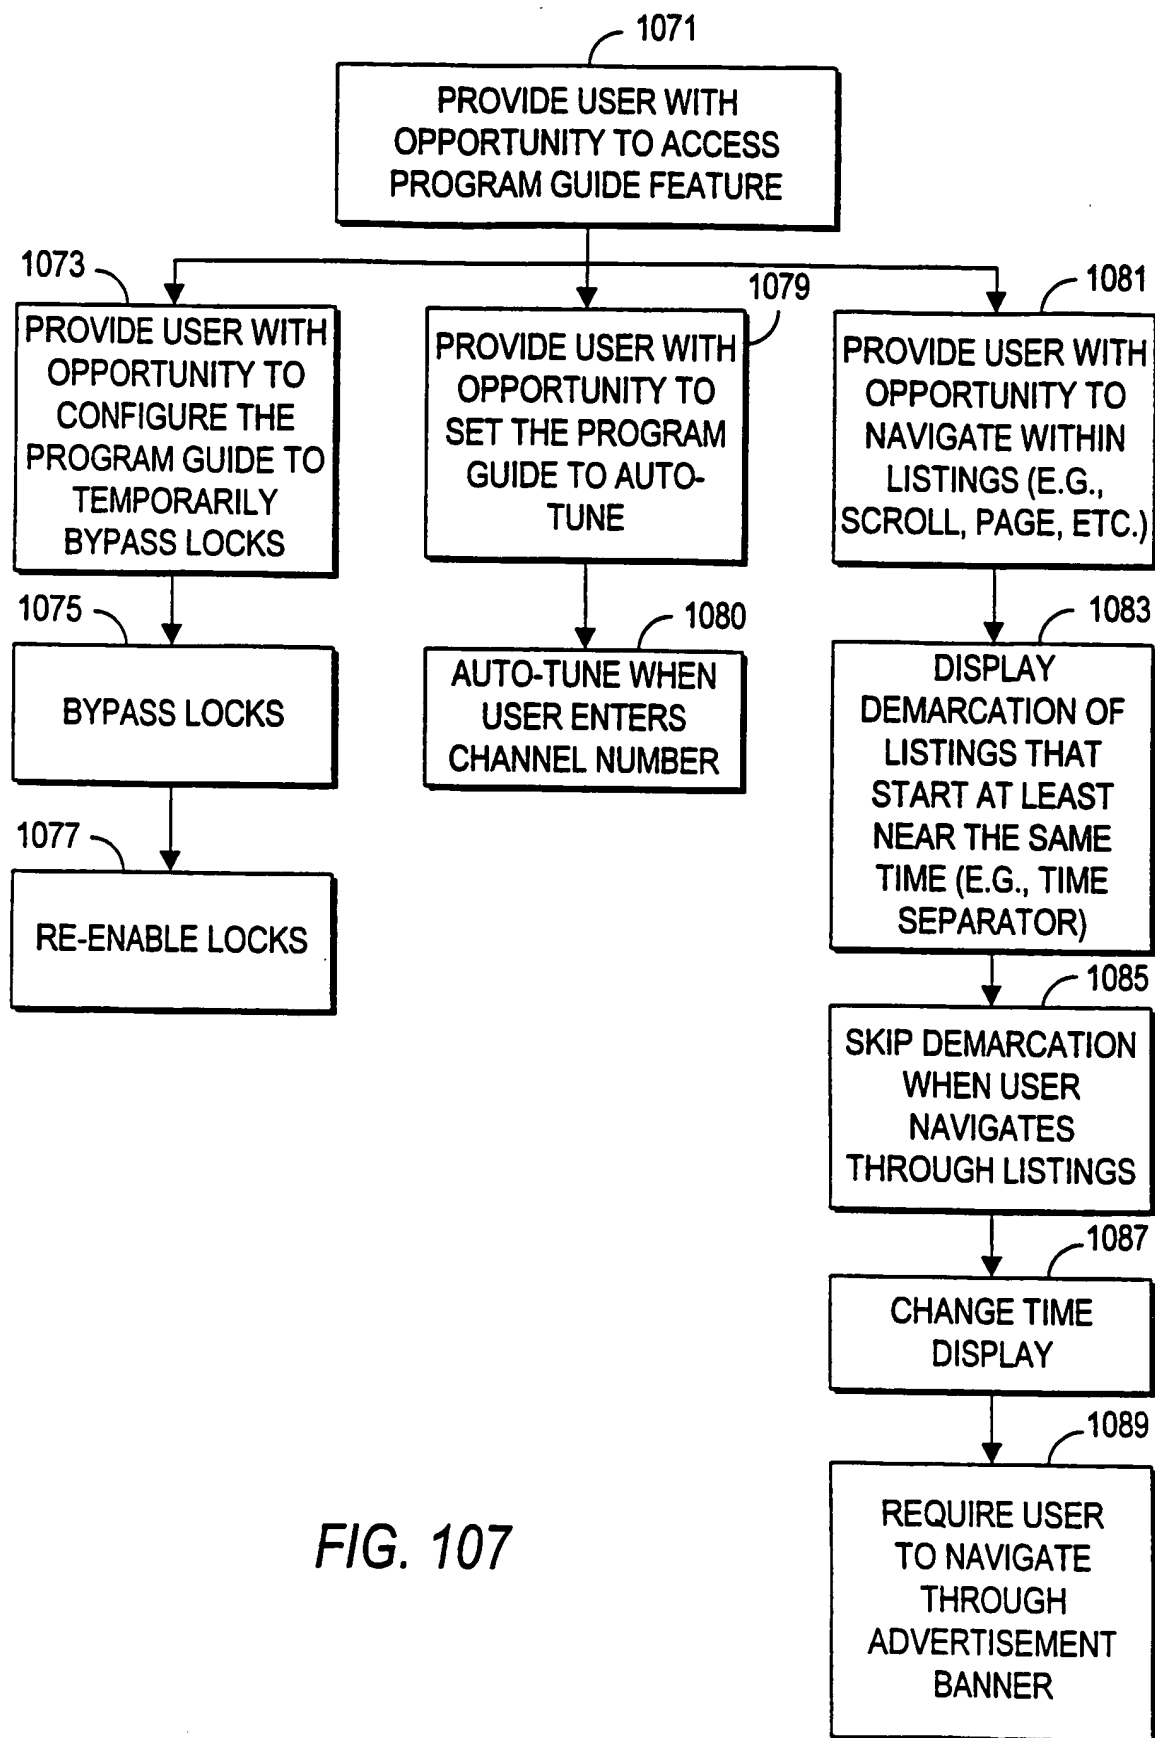 1071
PROVIDE USER WITH
OPPORTUNITY TO ACCESS
PROGRAM GUIDE FEATURE
1073
PROVIDE USER WITH
OPPORTUNITY TO
CONFIGURE THE
PROGRAM GUIDE TO
TEMPORARILY
BYPASS LOCKS
1075
BYPASS LOCKS
1077
RE-ENABLE LOCKS
1079
PROVIDE USER WITH
OPPORTUNITY TO
SET THE PROGRAM
GUIDE TO AUTO-
TUNE
1080
AUTO-TUNE WHEN
USER ENTERS
CHANNEL NUMBER
1081
PROVIDE USER WITH
OPPORTUNITY TO
NAVIGATE WITHIN
LISTINGS (E.G.,
SCROLL, PAGE, ETC.)
1083
DISPLAY
DEMARCATION OF
LISTINGS THAT
START AT LEAST
NEAR THE SAME
TIME (E.G., TIME
SEPARATOR)
1085
SKIP DEMARCATION
WHEN USER
NAVIGATES
THROUGH LISTINGS
1087
CHANGE TIME
DISPLAY
1089
REQUIRE USER
TO NAVIGATE
THROUGH
ADVERTISEMENT
BANNER
FIG. 107